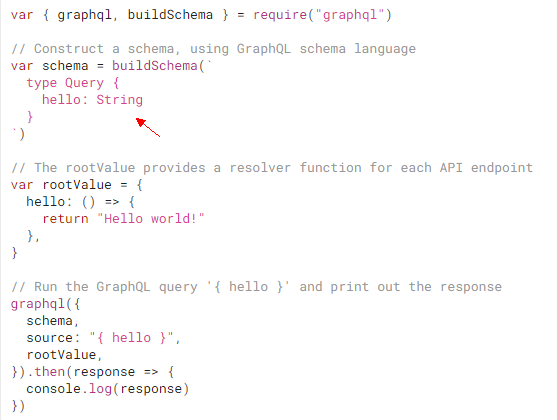 var { graphql, buildSchema } = require("graphql")
// Construct a schema, using GraphQL schema language
var schema = buildSchema(`
  type Query {
    hello: String
  }
`)
// The rootValue provides a resolver function for each API endpoint
var rootValue = {
  hello: () => {
    return "Hello world!"
  },
}
// Run the GraphQL query '{ hello }' and print out the response
graphql({
  schema,
  source: "{ hello }",
  rootValue,
}).then(response => {
  console.log(response)
})